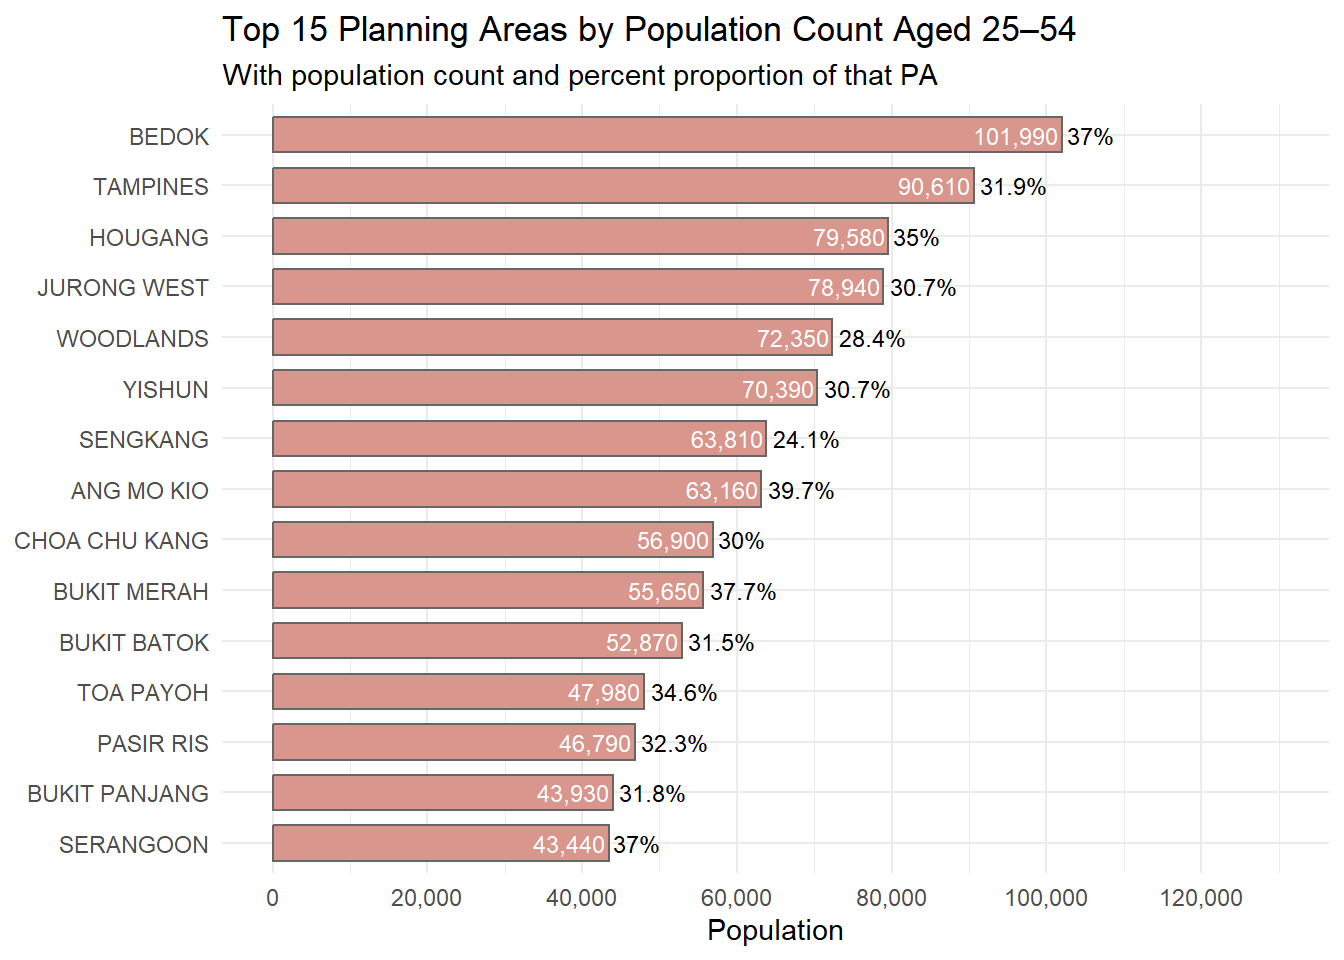 Top 15 Planning Areas by Population Count Aged 25–54
With population count and percent proportion of that PA
BEDOK 101,990 37%
TAMPINES 90,610 31.9%
HOUGANG 79,580 35%
JURONG WEST 78,940 30.7%
WOODLANDS 72,350 28.4%
YISHUN 70,390 30.7%
SENGKANG 63,810 24.1%
ANG MO KIO 63,160 39.7%
CHOA CHU KANG 56,900 30%
BUKIT MERAH 55,650 37.7%
BUKIT BATOK 52,870 31.5%
TOA PAYOH 47,980 34.6%
PASIR RIS 46,790 32.3%
BUKIT PANJANG 43,930 31.8%
SERANGOON 43,440 37%
0 20,000 40,000 60,000 80,000 100,000 120,000
Population